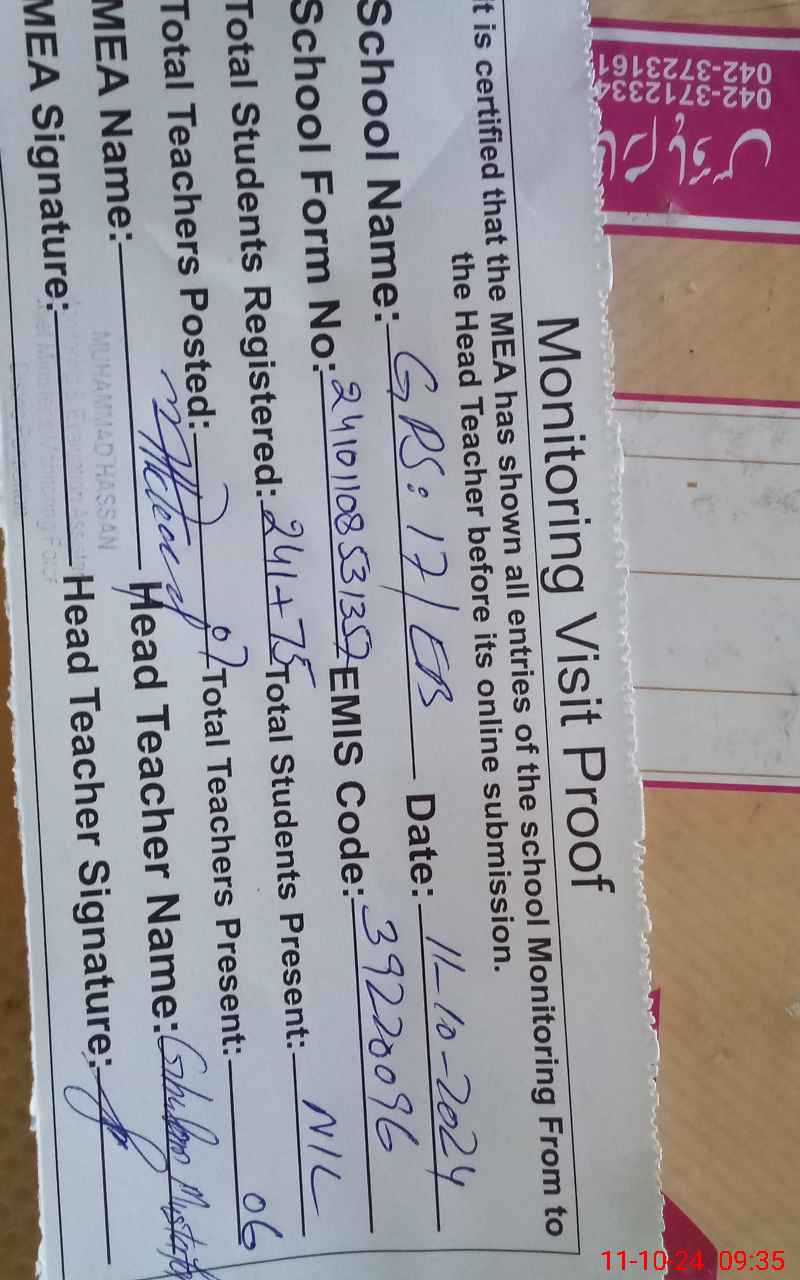 Monitoring Visit Proof
It is certified that the MEA has shown all entries of the school Monitoring From to
the Head Teacher before its online submission.
School Name: GPS: 17/EB Date: 11-10-2024
School Form No: 2410110853135 EMIS Code: 39220096
Total Students Registered: 241+75 Total Students Present: NIL
Total Teachers Posted: 07 Total Teachers Present: 06
MEA Name: Head Teacher Name: Ghulam Mustafa
MEA Signature: Head Teacher Signature:
MUHAMMAD HASSAN
042-3712334
042-3723161
11-10-24 09:35